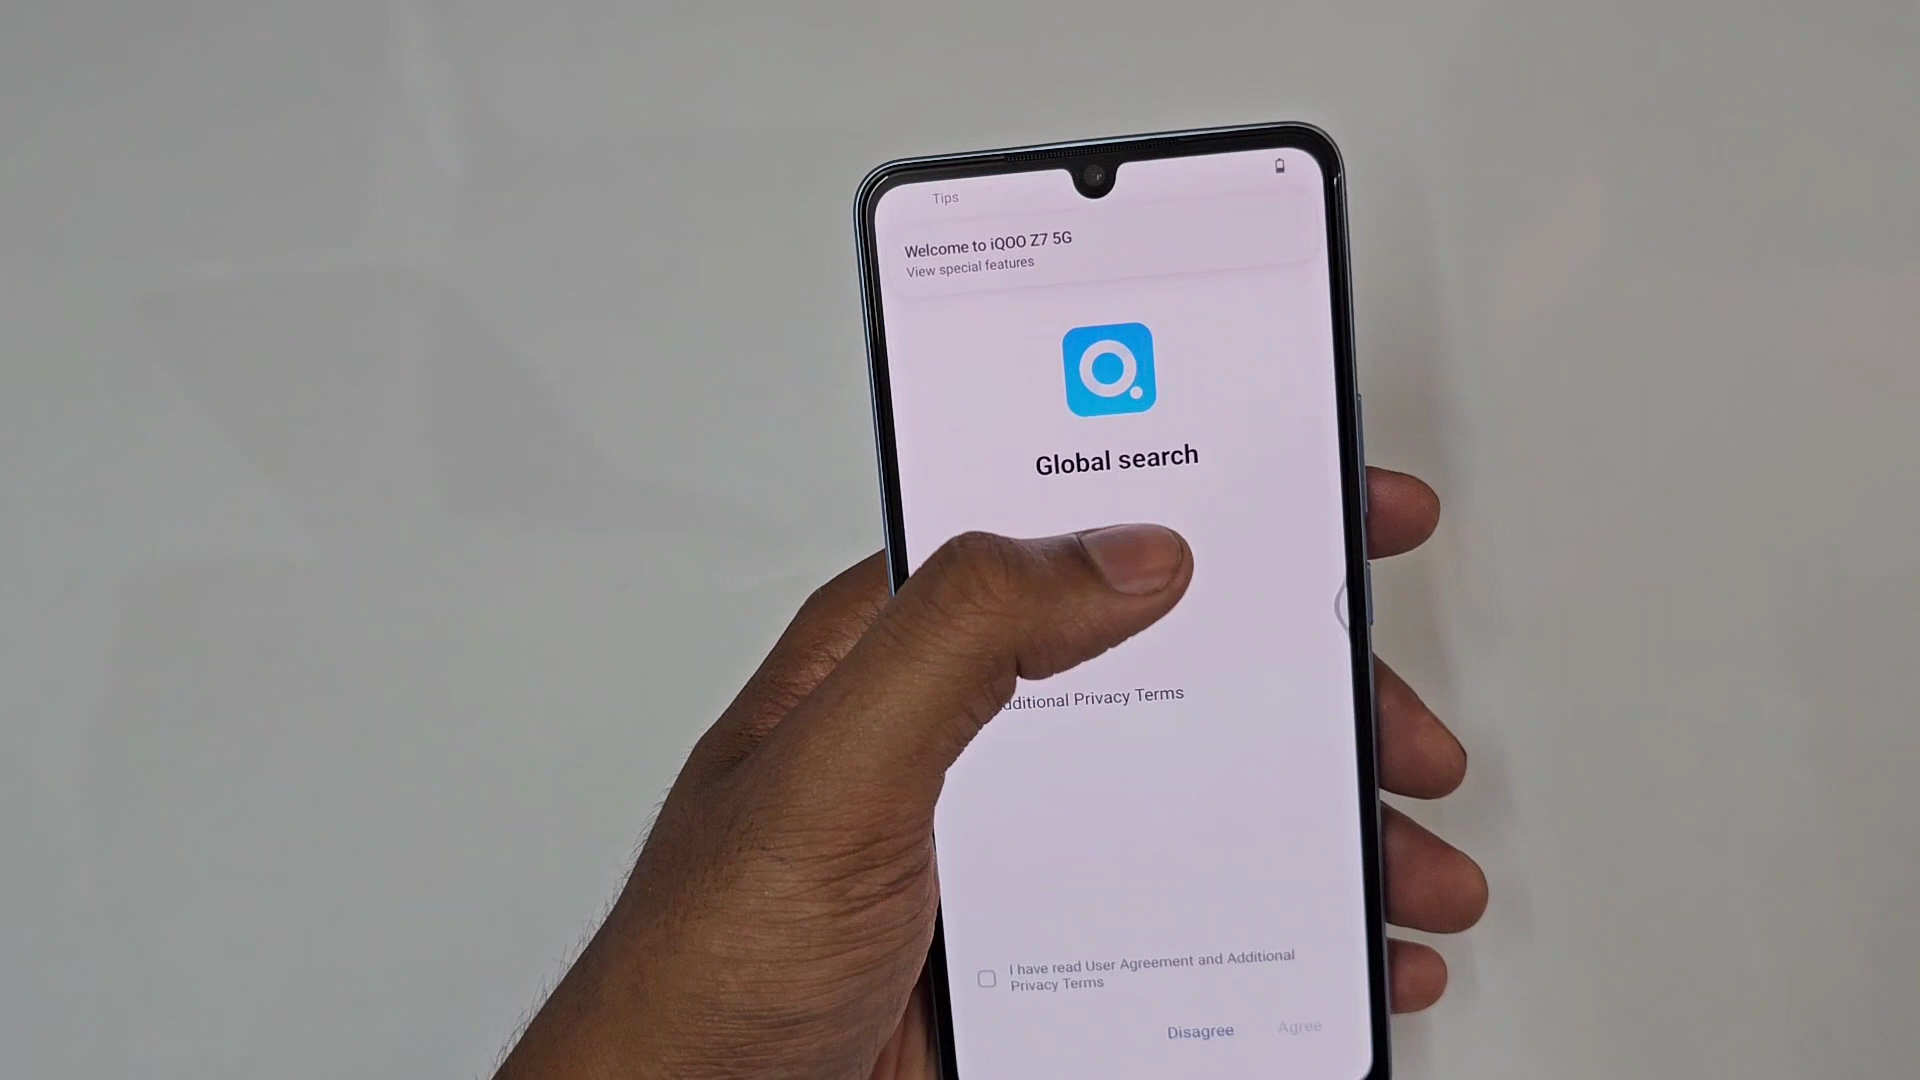 Tips
Welcome to iQOO Z7 5G
View special features
Global search
Privacy Terms
I have read User Agreement and Additional
Privacy Terms
Disagree
Agree